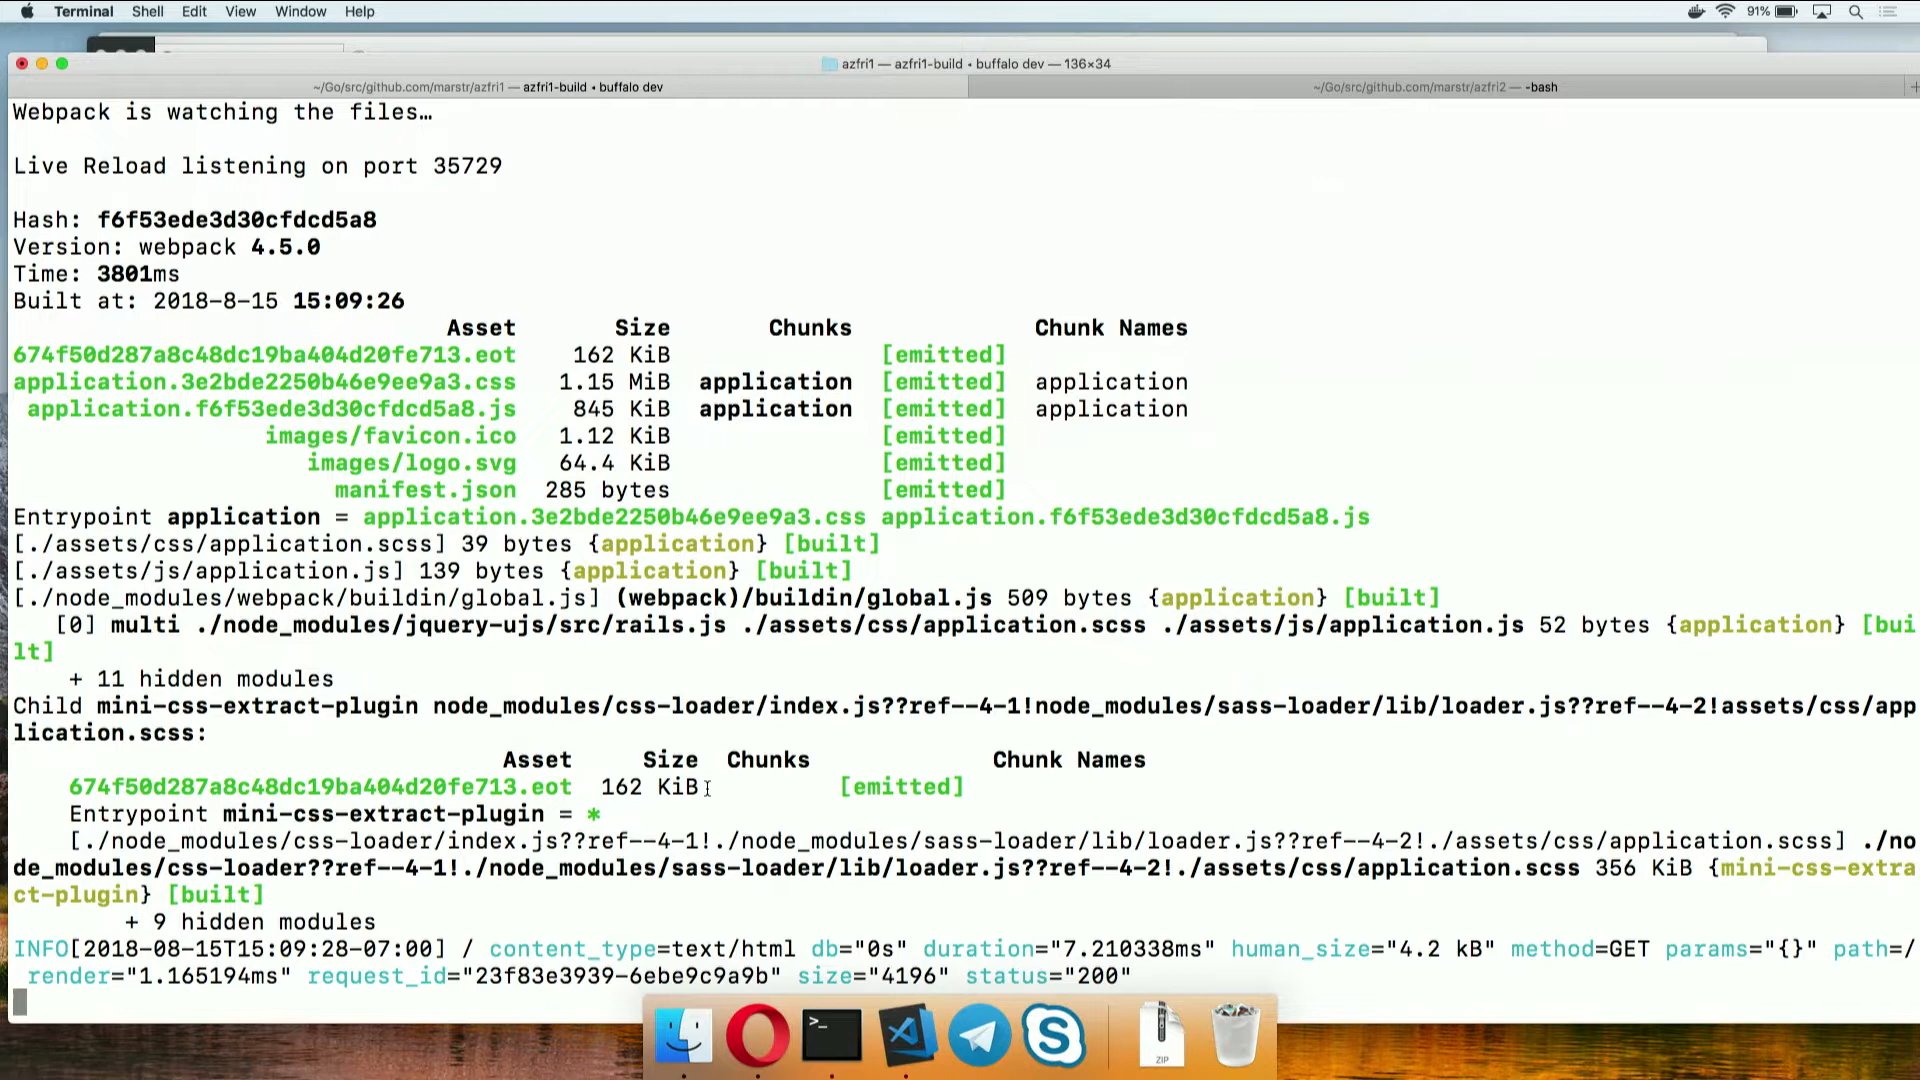 Terminal Shell Edit View Window Help 91%
azfri1 — azfri1-build • buffalo dev — 136×34
~/Go/src/github.com/marstr/azfri1 — azfri1-build • buffalo dev ~/Go/src/github.com/marstr/azfri2 — -bash
Webpack is watching the files…
Live Reload listening on port 35729
Hash: f6f53ede3d30cfdcd5a8
Version: webpack 4.5.0
Time: 3801ms
Built at: 2018-8-15 15:09:26
Asset Size Chunks Chunk Names
674f50d287a8c48dc19ba404d20fe713.eot 162 KiB [emitted]
application.3e2bde2250b46e9ee9a3.css 1.15 MiB application [emitted] application
application.f6f53ede3d30cfdcd5a8.js 845 KiB application [emitted] application
images/favicon.ico 1.12 KiB [emitted]
images/logo.svg 64.4 KiB [emitted]
manifest.json 285 bytes [emitted]
Entrypoint application = application.3e2bde2250b46e9ee9a3.css application.f6f53ede3d30cfdcd5a8.js
[./assets/css/application.scss] 39 bytes {application} [built]
[./assets/js/application.js] 139 bytes {application} [built]
[./node_modules/webpack/buildin/global.js] (webpack)/buildin/global.js 509 bytes {application} [built]
[0] multi ./node_modules/jquery-ujs/src/rails.js ./assets/css/application.scss ./assets/js/application.js 52 bytes {application} [bui
lt]
+ 11 hidden modules
Child mini-css-extract-plugin node_modules/css-loader/index.js??ref--4-1!node_modules/sass-loader/lib/loader.js??ref--4-2!assets/css/app
lication.scss:
Asset Size Chunks Chunk Names
674f50d287a8c48dc19ba404d20fe713.eot 162 KiB [emitted]
Entrypoint mini-css-extract-plugin = *
[./node_modules/css-loader/index.js??ref--4-1!./node_modules/sass-loader/lib/loader.js??ref--4-2!./assets/css/application.scss] ./no
de_modules/css-loader??ref--4-1!./node_modules/sass-loader/lib/loader.js??ref--4-2!./assets/css/application.scss 356 KiB {mini-css-extra
ct-plugin} [built]
+ 9 hidden modules
INFO[2018-08-15T15:09:28-07:00] / content_type=text/html db="0s" duration="7.210338ms" human_size="4.2 kB" method=GET params="{}" path=/
render="1.165194ms" request_id="23f83e3939-6ebe9c9a9b" size="4196" status="200"
>_
ZIP